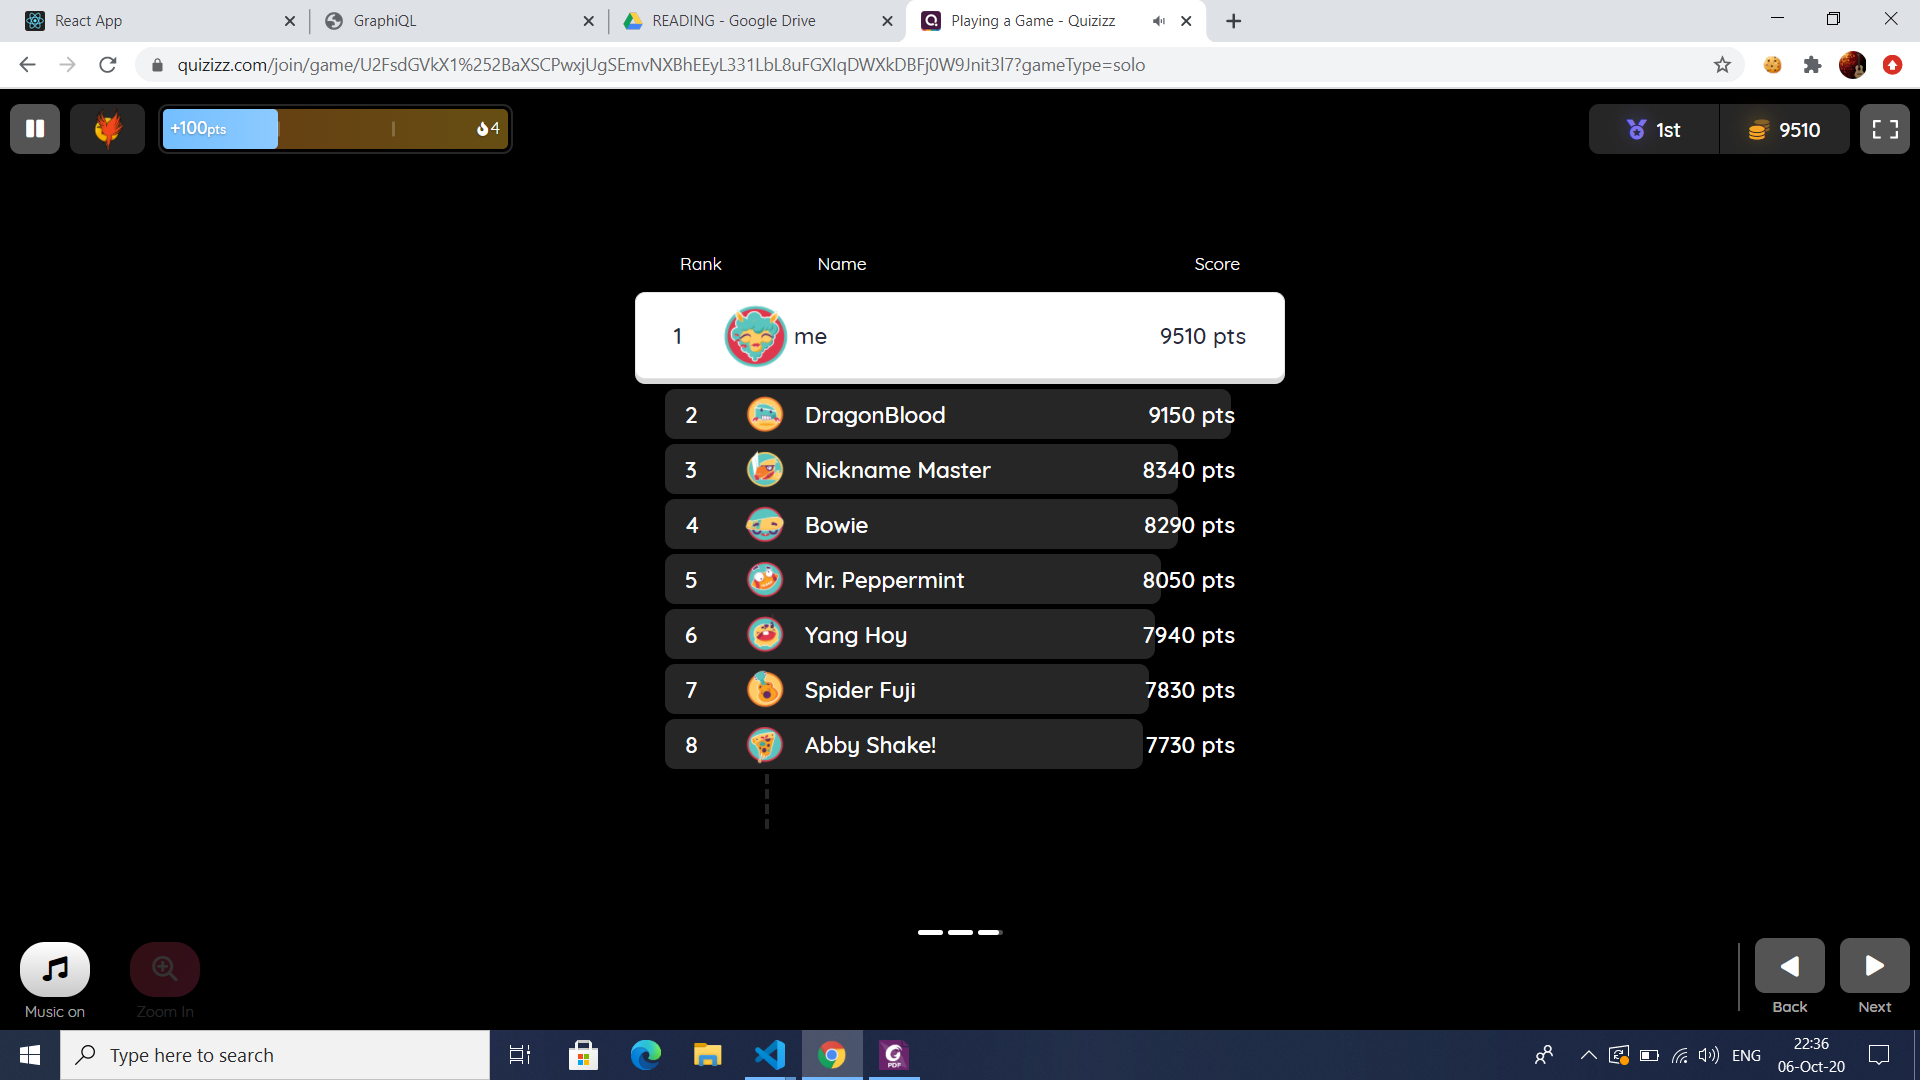 React App
GraphiQL
READING - Google Drive
Playing a Game - Quizizz
quizizz.com/join/game/U2FsdGVkX1%252BaXSCPwxjUgSEmvNXBhEEyL331LbL8uFGXIqDWXkDBFj0W9Jnit3l7?gameType=solo
+100pts
4
1st
9510
Rank Name Score
1 me 9510 pts
2 DragonBlood 9150 pts
3 Nickname Master 8340 pts
4 Bowie 8290 pts
5 Mr. Peppermint 8050 pts
6 Yang Hoy 7940 pts
7 Spider Fuji 7830 pts
8 Abby Shake! 7730 pts
Music on
Zoom In
Back
Next
Type here to search
PDF
ENG
22:36
06-Oct-20